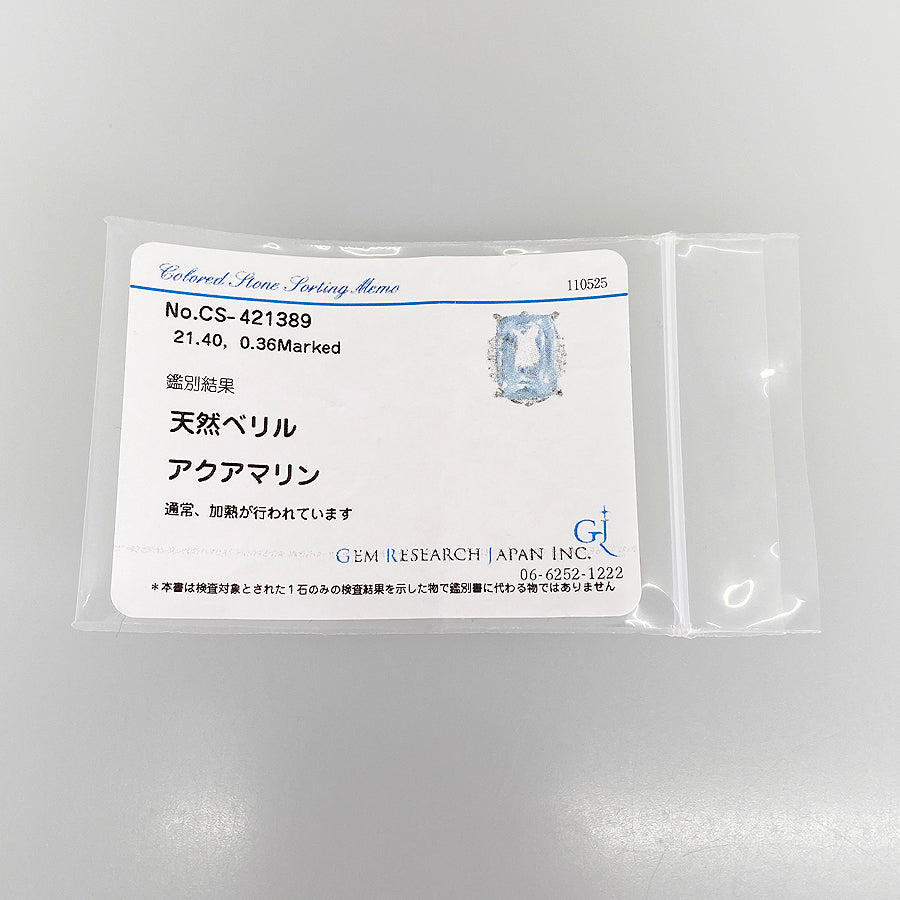 Colored Stone Sorting Memo
110525
No.CS-421389
21.40, 0.36Marked
鑑別結果
天然ベリル
アクアマリン
通常、加熱が行われています
GJ
GEM RESEARCH JAPAN INC.
06-6252-1222
*本書は検査対象とされた1石のみの検査結果を示した物で鑑別書に代わる物ではありません